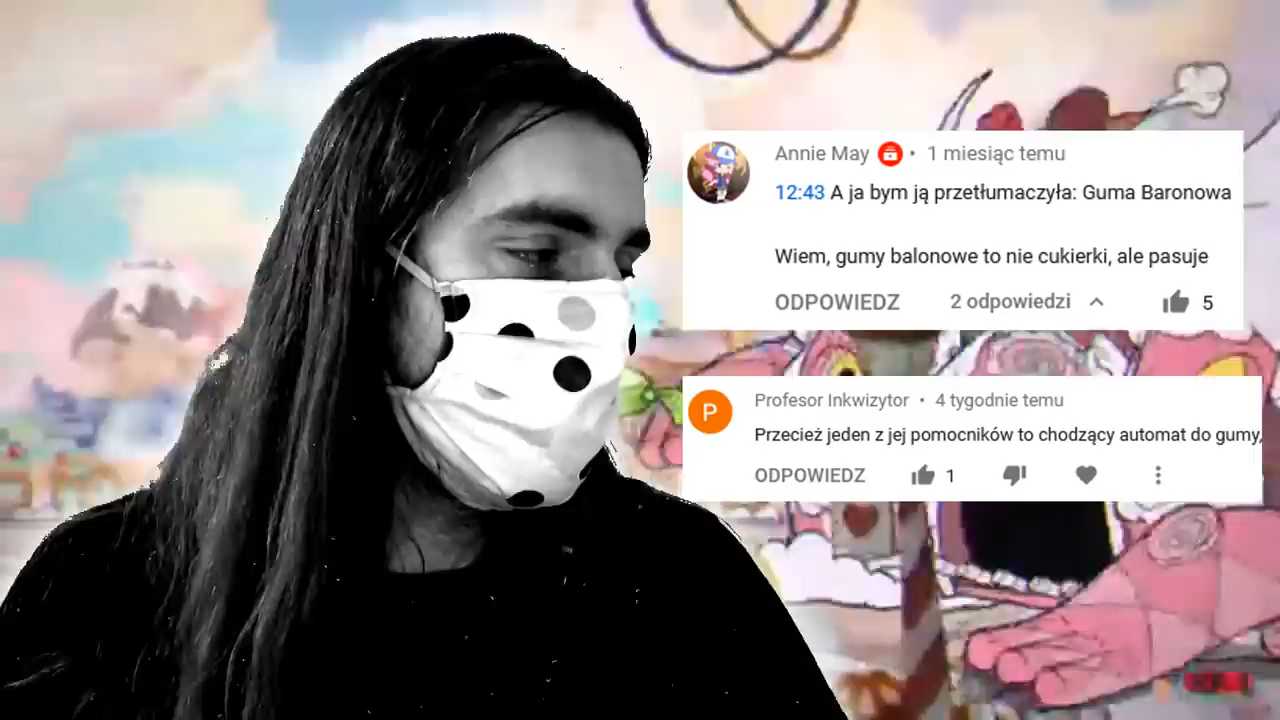 Annie May • 1 miesiąc temu
12:43 A ja bym ją przetłumaczyła: Guma Baronowa
Wiem, gumy balonowe to nie cukierki, ale pasuje
ODPOWIEDZ 2 odpowiedzi 5
P
Profesor Inkwizytor • 4 tygodnie temu
Przecież jeden z jej pomocników to chodzący automat do gumy,
ODPOWIEDZ 1